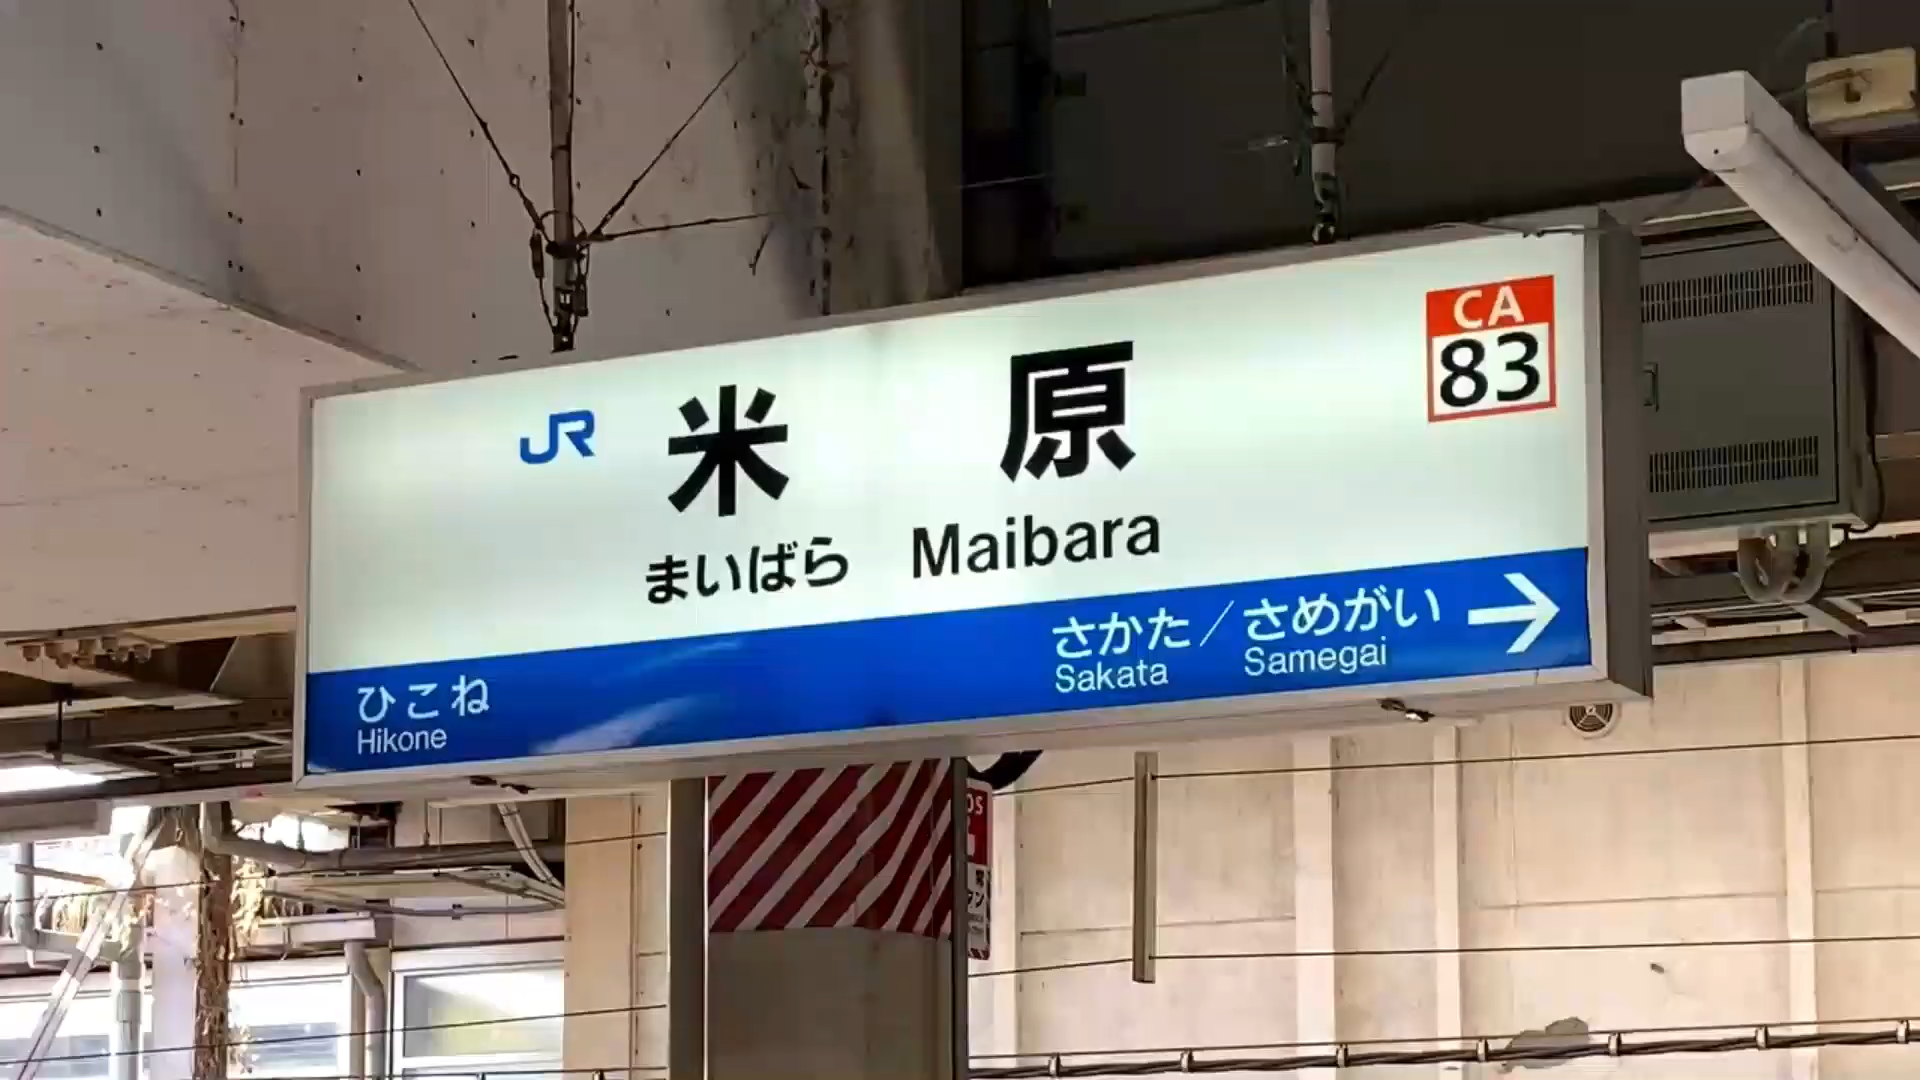 CA
83
JR 米原
まいばら Maibara
さかた／さめがい →
Sakata Samegai
ひこね
Hikone